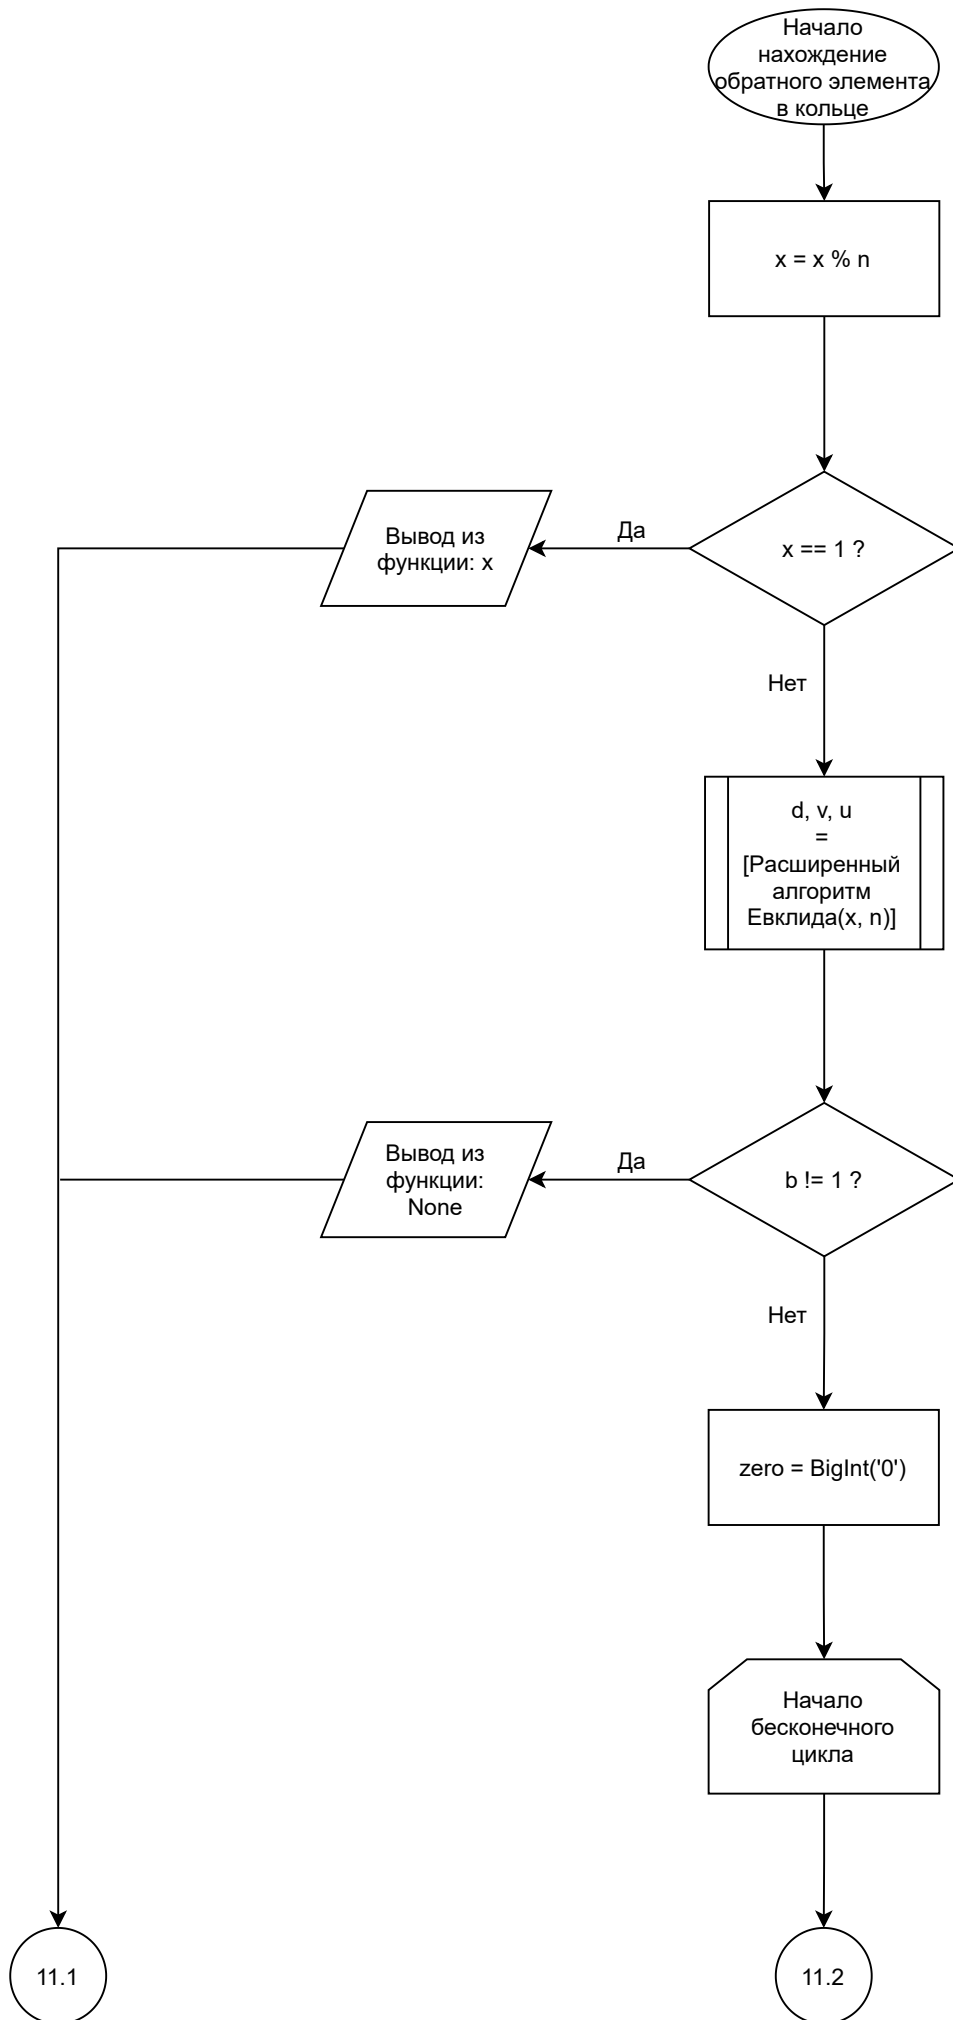 Начало
нахождение
обратного элемента
в кольце
x = x % n
x == 1 ?
Да
Вывод из
функции: x
Нет
d, v, u
=
[Расширенный
алгоритм
Евклида(x, n)]
b != 1 ?
Да
Вывод из
функции:
None
Нет
zero = BigInt('0')
Начало
бесконечного
цикла
11.1
11.2